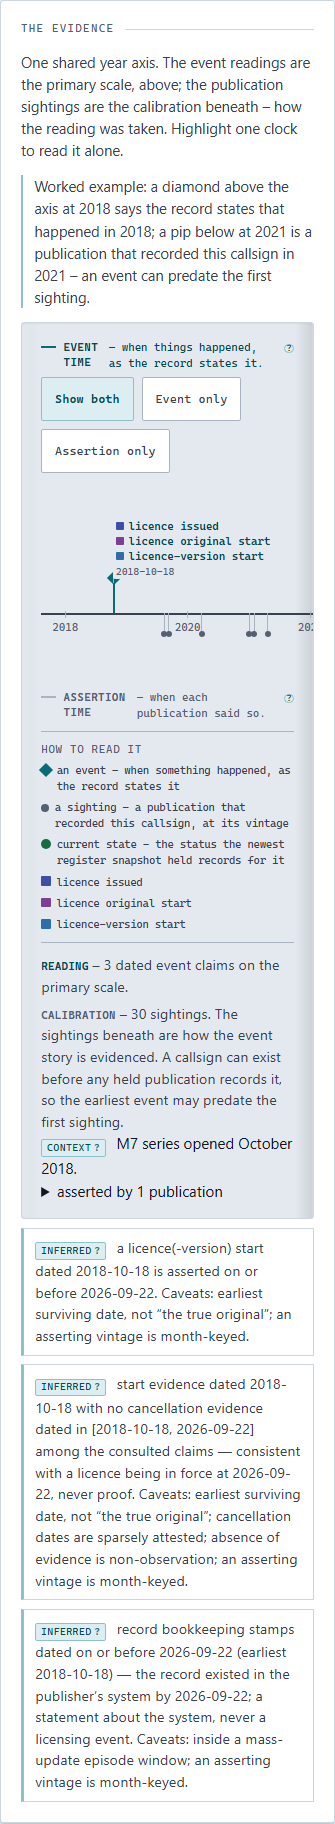 THE EVIDENCE
One shared year axis. The event readings are
the primary scale, above; the publication
sightings are the calibration beneath – how
the reading was taken. Highlight one clock
to read it alone.
Worked example: a diamond above the
axis at 2018 says the record states that
happened in 2018; a pip below at 2021 is a
publication that recorded this callsign in
2021 – an event can predate the first
sighting.
EVENT TIME – when things happened, as the record states it. ?
Show both Event only
Assertion only
licence issued
licence original start
licence-version start
2018-10-18
2018 2020 202
ASSERTION TIME – when each publication said so. ?
HOW TO READ IT
an event – when something happened, as
the record states it
a sighting – a publication that
recorded this callsign, at its vintage
current state – the status the newest
register snapshot held records for it
licence issued
licence original start
licence-version start
READING – 3 dated event claims on the
primary scale.
CALIBRATION – 30 sightings. The
sightings beneath are how the event
story is evidenced. A callsign can exist
before any held publication records it,
so the earliest event may predate the
first sighting.
CONTEXT ? M7 series opened October
2018.
▶ asserted by 1 publication
INFERRED ? a licence(-version) start
dated 2018-10-18 is asserted on or
before 2026-09-22. Caveats: earliest
surviving date, not “the true original”; an
asserting vintage is month-keyed.
INFERRED ? start evidence dated 2018-
10-18 with no cancellation evidence
dated in [2018-10-18, 2026-09-22]
among the consulted claims — consistent
with a licence being in force at 2026-09-
22, never proof. Caveats: earliest surviving
date, not “the true original”; cancellation
dates are sparsely attested; absence of
evidence is non-observation; an asserting
vintage is month-keyed.
INFERRED ? record bookkeeping stamps
dated on or before 2026-09-22 (earliest
2018-10-18) — the record existed in the
publisher’s system by 2026-09-22; a
statement about the system, never a
licensing event. Caveats: inside a mass-
update episode window; an asserting
vintage is month-keyed.